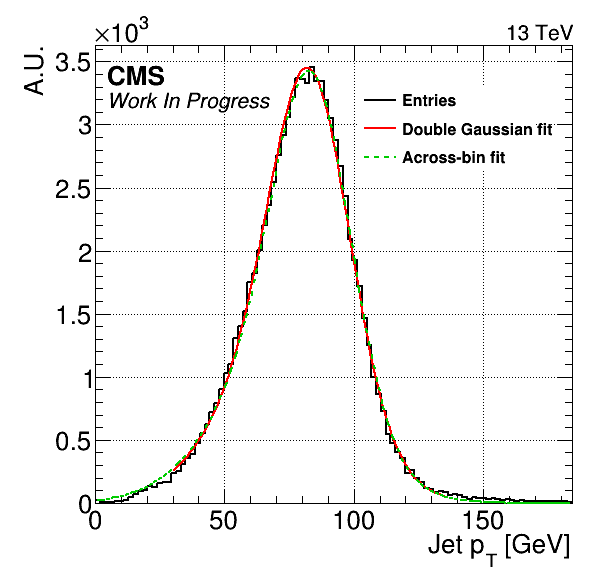 ×10³
13 TeV
A.U.
CMS
Work In Progress
Entries
Double Gaussian fit
Across-bin fit
3.5
3
2.5
2
1.5
1
0.5
0
0 50 100 150
Jet p_T [GeV]